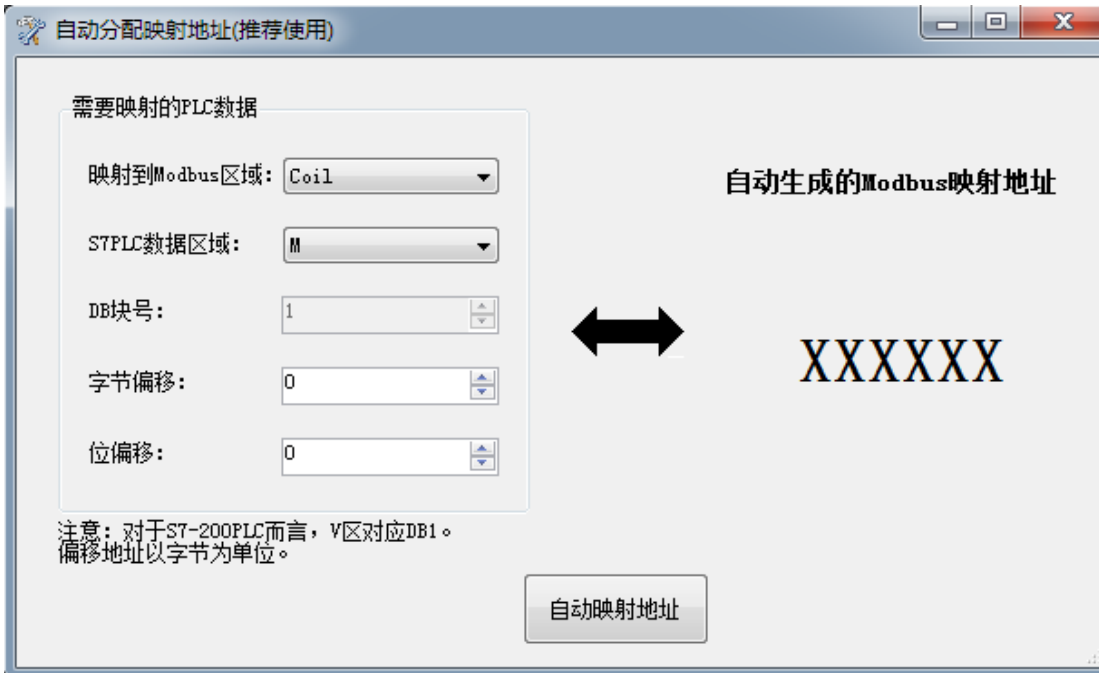 自动分配映射地址(推荐使用)
需要映射的PLC数据
映射到Modbus区域: Coil
S7PLC数据区域: M
DB块号: 1
字节偏移: 0
位偏移: 0
注意: 对于S7-200PLC而言，V区对应DB1。
偏移地址以字节为单位。
自动生成的Modbus映射地址
XXXXXX
自动映射地址